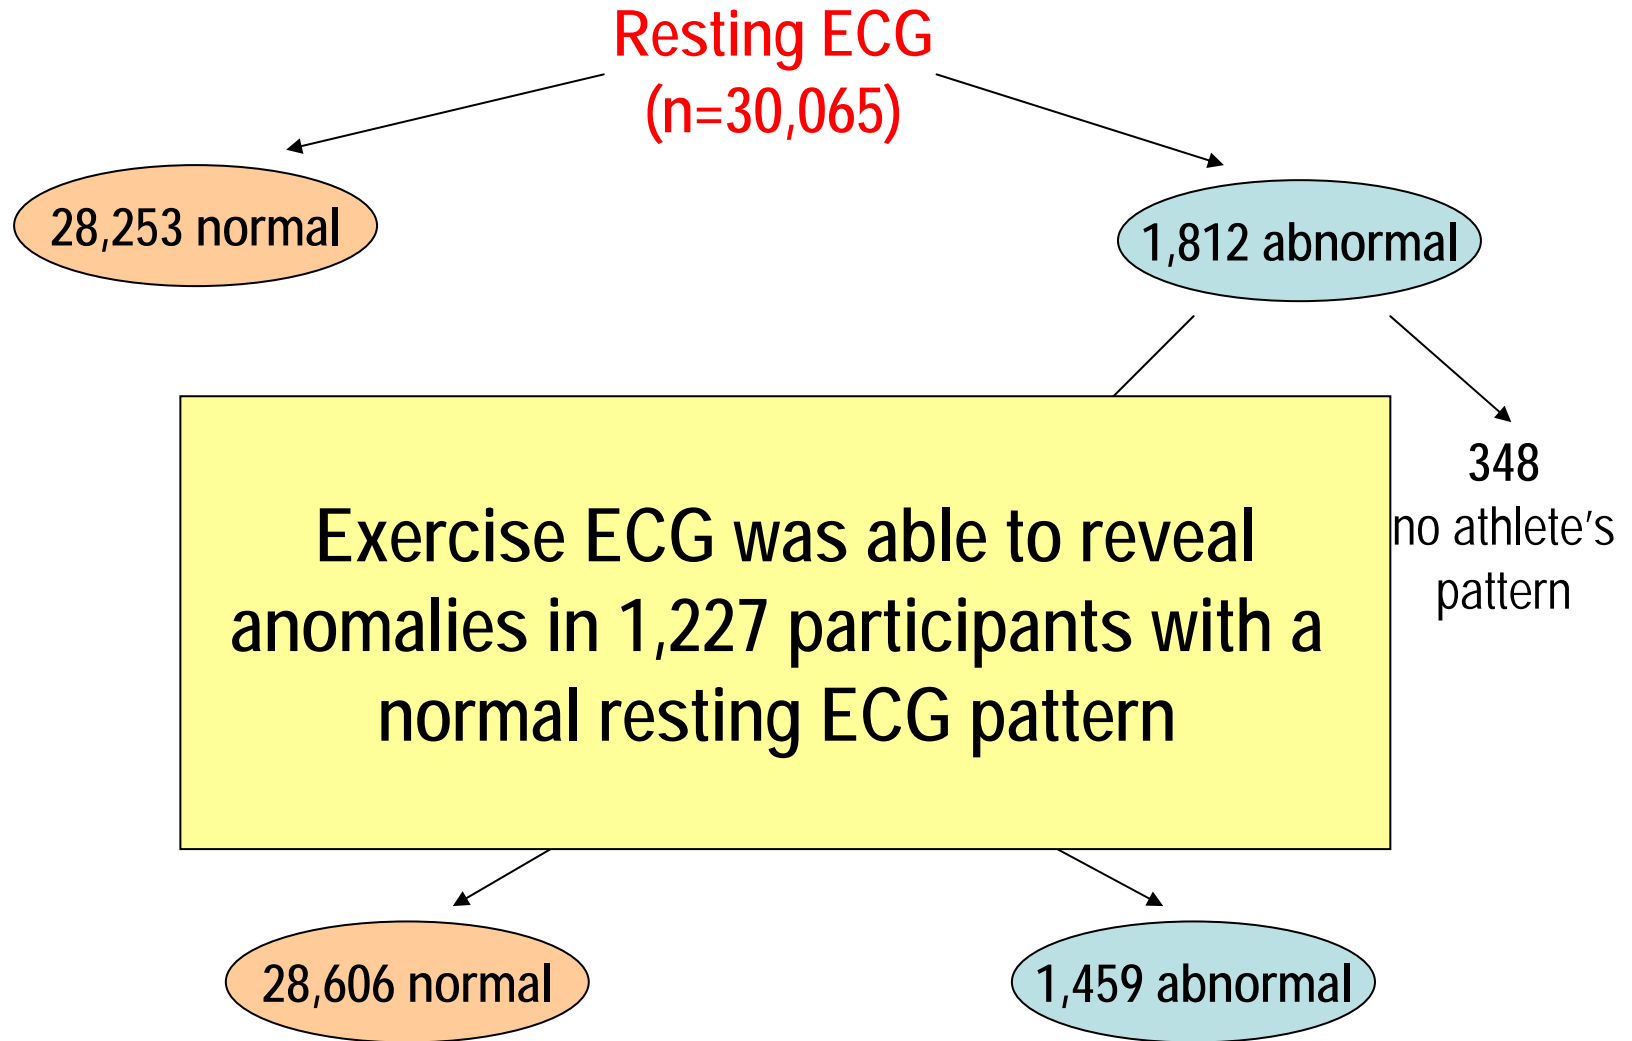 Resting ECG
(n=30,065)
28,253 normal
1,812 abnormal
348
no athlete's
pattern
Exercise ECG was able to reveal
anomalies in 1,227 participants with a
normal resting ECG pattern
28,606 normal
1,459 abnormal